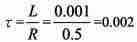 τ = L/R = 0.001/0.5 = 0.002